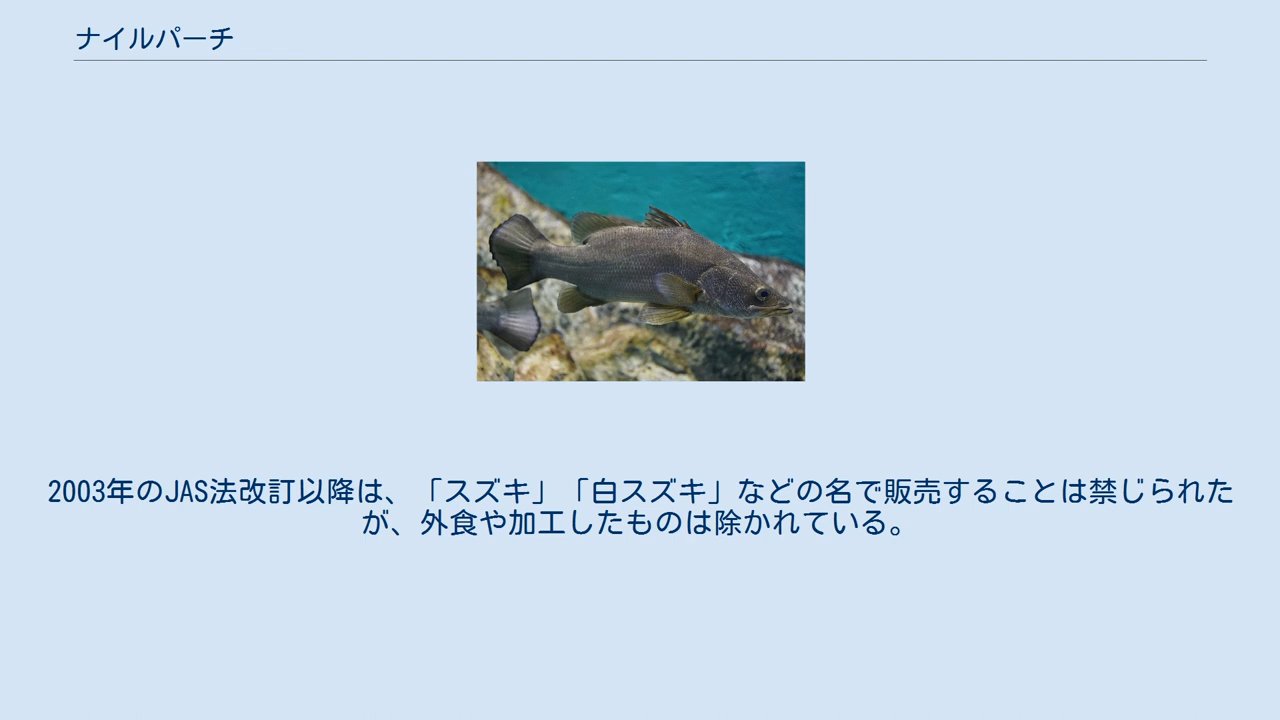 ナイルパーチ
2003年のJAS法改訂以降は、「スズキ」「白スズキ」などの名で販売することは禁じられた
が、外食や加工したものは除かれている。